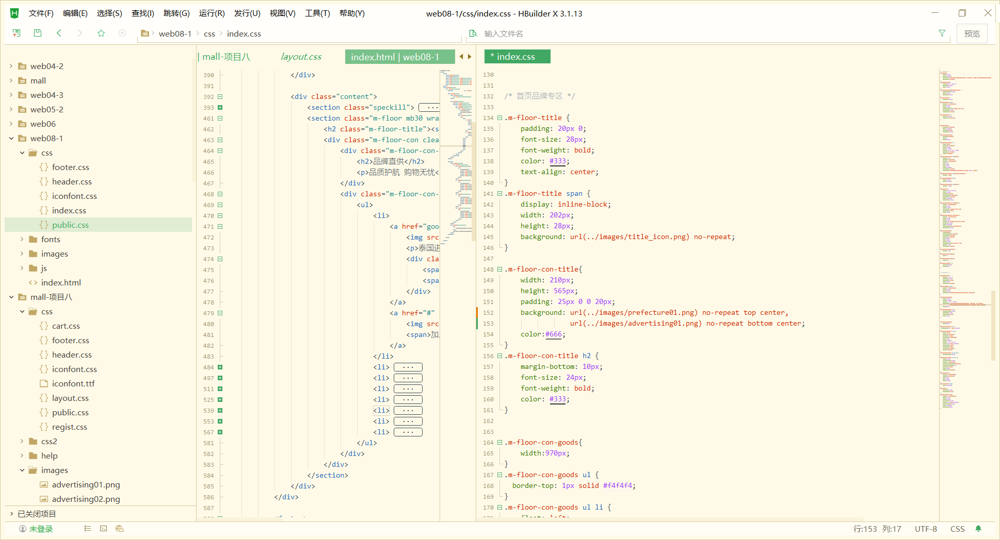 文件(F) 编辑(E) 选择(S) 查找(I) 跳转(G) 运行(R) 发行(U) 视图(V) 工具(T) 帮助(Y) web08-1/css/index.css - HBuilder X 3.1.13
web08-1 css index.css 输入文件名 预览
web04-2
mall
web04-3
web05-2
web06
web08-1
css
footer.css
header.css
iconfont.css
index.css
public.css
fonts
images
js
index.html
mall-项目八
css
cart.css
footer.css
header.css
iconfont.css
iconfont.ttf
layout.css
public.css
regist.css
css2
help
images
advertising01.png
advertising02.png
已关闭项目
| mall-项目八 layout.css index.html | web08-1
390 </div>
391
392 <div class="content">
393 <section class="speckill"> ...
461 <section class="m-floor mb30 wra
462 <h2 class="m-floor-title"><s
463 <div class="m-floor-con clea
464 <div class="m-floor-con-
465 <h2>品牌直供</h2>
466 <p>品质护航 购物无忧<
467 </div>
468 <div class="m-floor-con-
469 <ul>
470 <li>
471 <a href="goo
472 <img src
473 <p>泰国进
474 <div cla
475 <spa
476 <spa
477 </div>
478 </a>
479 <a href="#"
480 <img src
481 <span>加
482 </a>
483 </li>
484 <li> ...
497 <li> ...
511 <li> ...
525 <li> ...
539 <li> ...
553 <li> ...
567 <li> ...
581 </ul>
582 </div>
583 </div>
584 </section>
585 </div>
586 </div>
587
* index.css
130
131
132 /* 首页品牌专区 */
133
134 .m-floor-title {
135 padding: 20px 0;
136 font-size: 28px;
137 font-weight: bold;
138 color: #333;
139 text-align: center;
140 }
141 .m-floor-title span {
142 display: inline-block;
143 width: 202px;
144 height: 28px;
145 background: url(../images/title_icon.png) no-repeat;
146 }
147
148 .m-floor-con-title{
149 width: 210px;
150 height: 565px;
151 padding: 25px 0 0 20px;
152 background: url(../images/prefecture01.png) no-repeat top center,
153 url(../images/advertising01.png) no-repeat bottom center;
154 color:#666;
155 }
156 .m-floor-con-title h2 {
157 margin-bottom: 10px;
158 font-size: 24px;
159 font-weight: bold;
160 color: #333;
161 }
162
163
164 .m-floor-con-goods{
165 width:970px;
166 }
167 .m-floor-con-goods ul {
168 border-top: 1px solid #f4f4f4;
169 }
170 .m-floor-con-goods ul li {
未登录 行:153 列:17 UTF-8 CSS